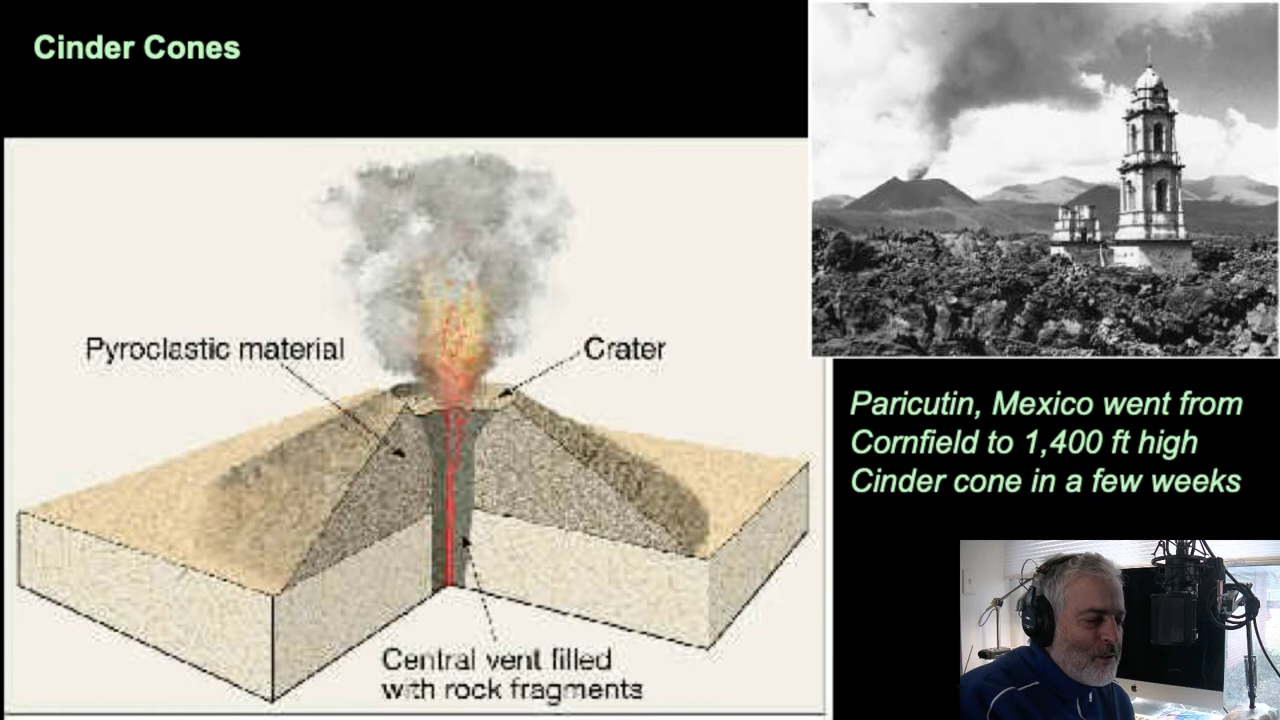 Cinder Cones
Pyroclastic material
Crater
Central vent filled
with rock fragments
Paricutin, Mexico went from
Cornfield to 1,400 ft high
Cinder cone in a few weeks